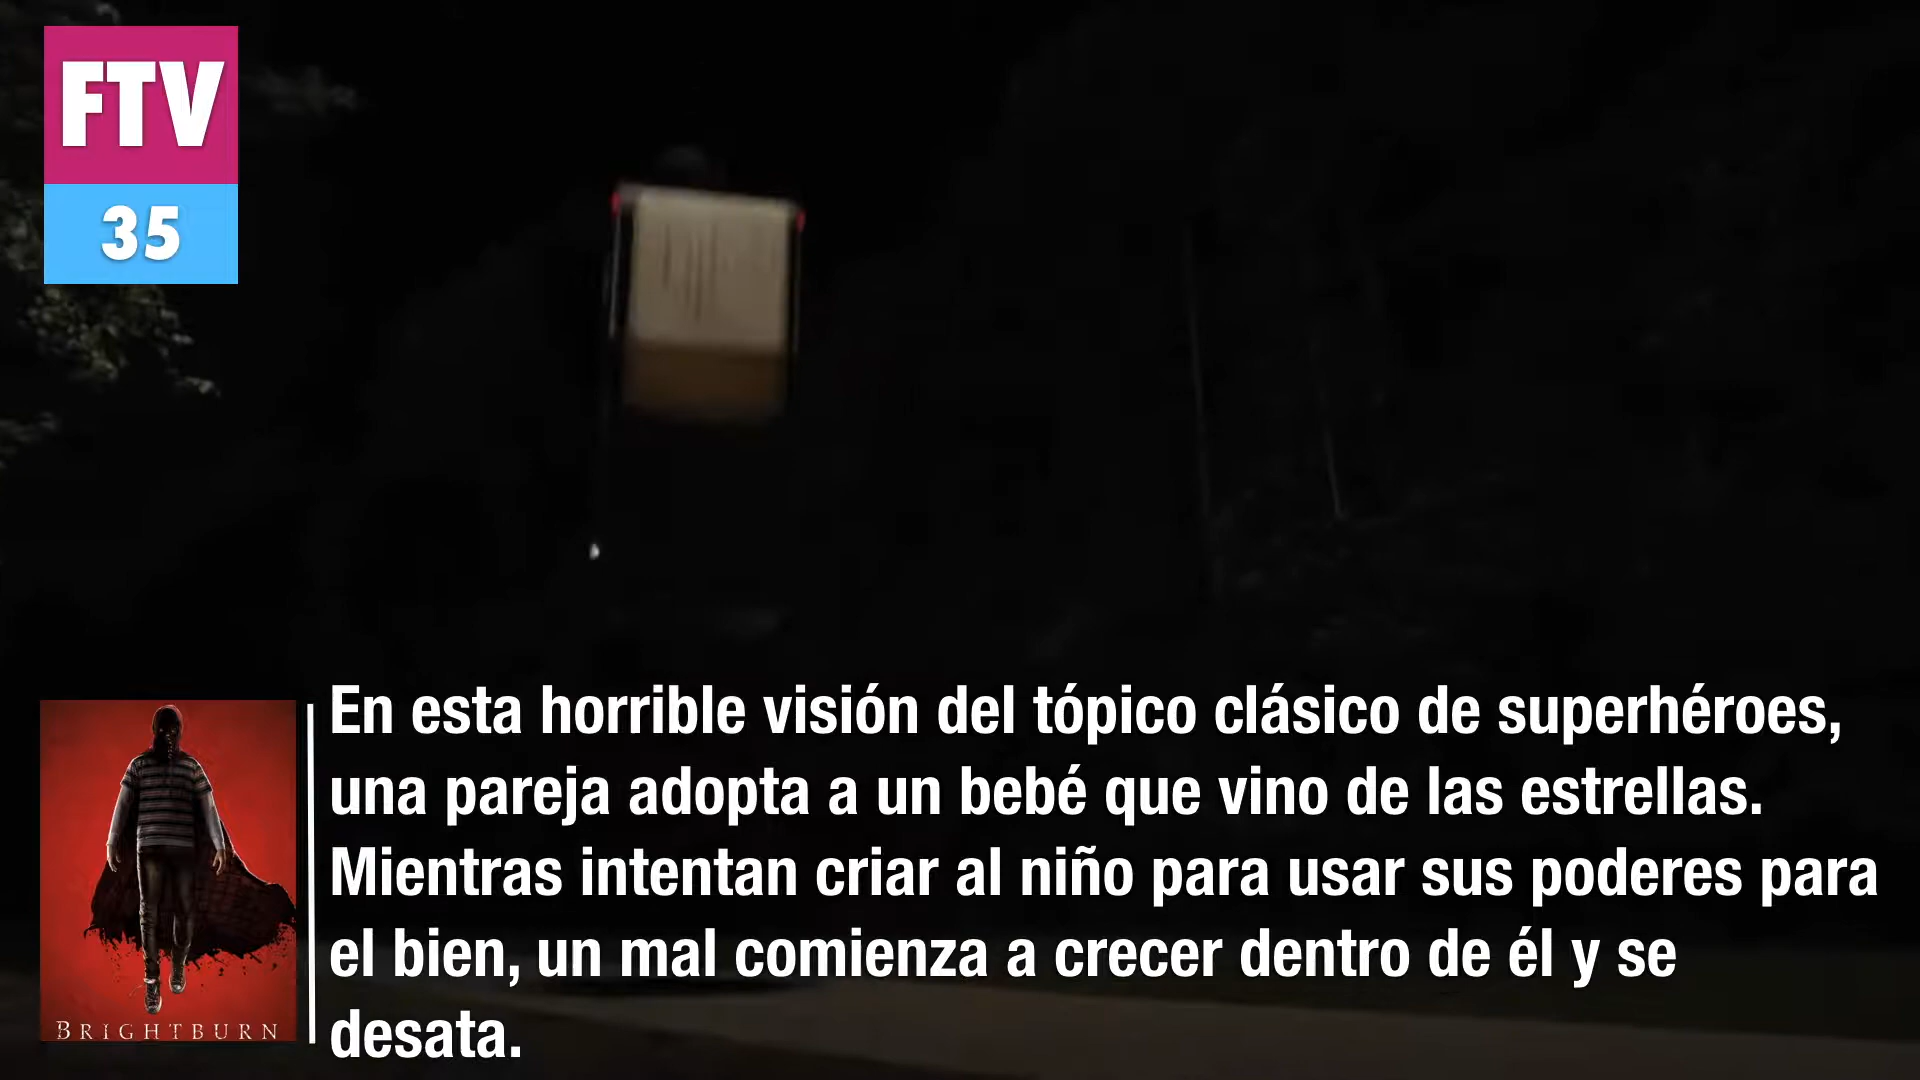 FTV
35
En esta horrible visión del tópico clásico de superhéroes,
una pareja adopta a un bebé que vino de las estrellas.
Mientras intentan criar al niño para usar sus poderes para
el bien, un mal comienza a crecer dentro de él y se
desata.
BRIGHTBURN